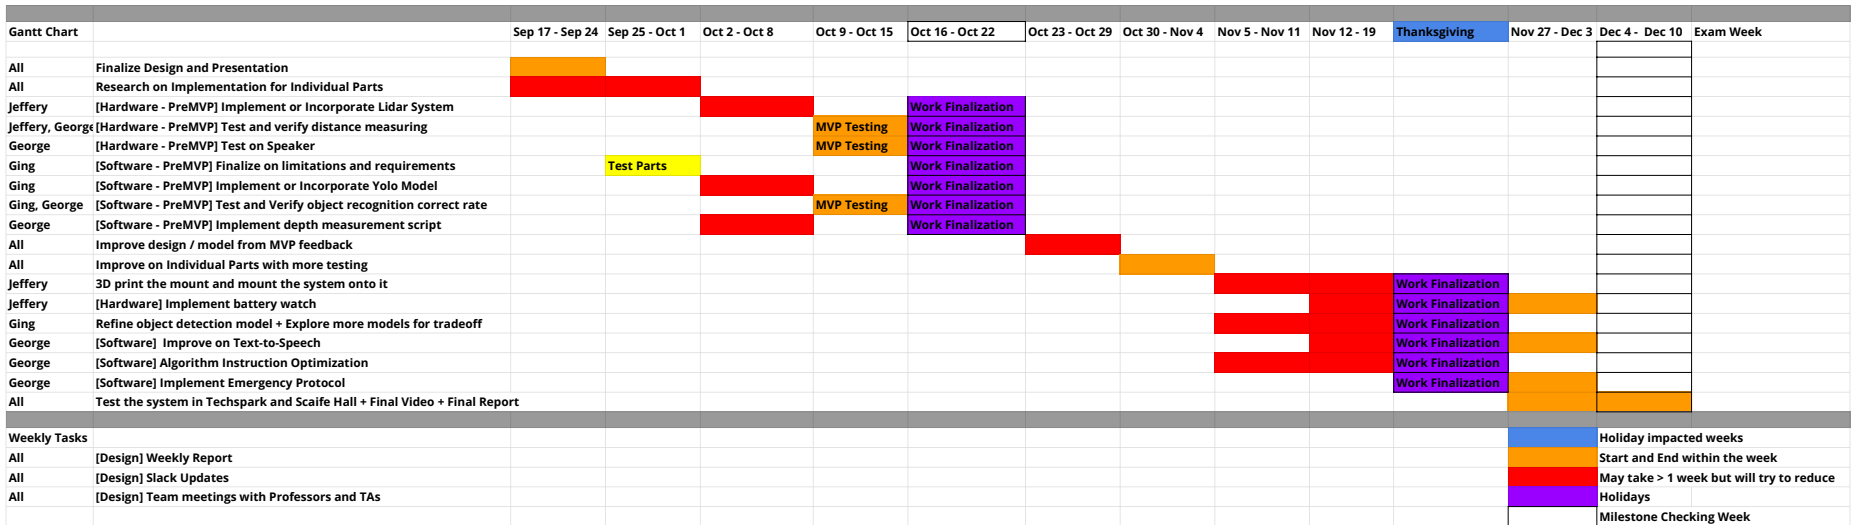 Gantt Chart Sep 17 - Sep 24 Sep 25 - Oct 1 Oct 2 - Oct 8 Oct 9 - Oct 15 Oct 16 - Oct 22 Oct 23 - Oct 29 Oct 30 - Nov 4 Nov 5 - Nov 11 Nov 12 - 19 Thanksgiving Nov 27 - Dec 3 Dec 4 - Dec 10 Exam Week
All Finalize Design and Presentation
All Research on Implementation for Individual Parts
Jeffery [Hardware - PreMVP] Implement or Incorporate Lidar System Work Finalization
Jeffery, George [Hardware - PreMVP] Test and verify distance measuring MVP Testing Work Finalization
George [Hardware - PreMVP] Test on Speaker MVP Testing Work Finalization
Ging [Software - PreMVP] Finalize on limitations and requirements Test Parts Work Finalization
Ging [Software - PreMVP] Implement or Incorporate Yolo Model Work Finalization
Ging, George [Software - PreMVP] Test and Verify object recognition correct rate MVP Testing Work Finalization
George [Software - PreMVP] Implement depth measurement script Work Finalization
All Improve design / model from MVP feedback
All Improve on Individual Parts with more testing
Jeffery 3D print the mount and mount the system onto it Work Finalization
Jeffery [Hardware] Implement battery watch Work Finalization
Ging Refine object detection model + Explore more models for tradeoff Work Finalization
George [Software] Improve on Text-to-Speech Work Finalization
George [Software] Algorithm Instruction Optimization Work Finalization
George [Software] Implement Emergency Protocol Work Finalization
All Test the system in Techspark and Scaife Hall + Final Video + Final Report
Weekly Tasks Holiday impacted weeks
All [Design] Weekly Report Start and End within the week
All [Design] Slack Updates May take > 1 week but will try to reduce
All [Design] Team meetings with Professors and TAs Holidays
Milestone Checking Week